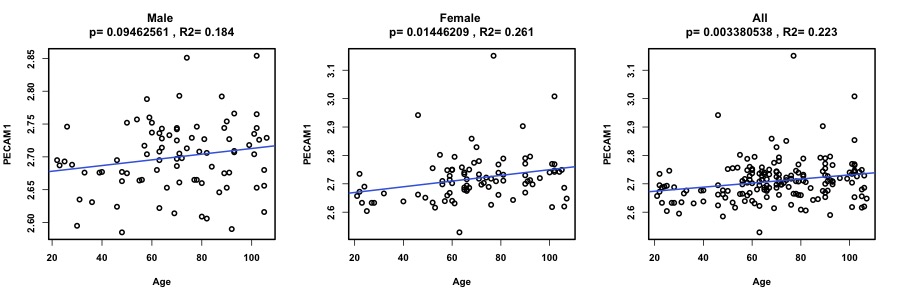 Male
p= 0.09462561 , R2= 0.184
PECAM1
2.60 2.65 2.70 2.75 2.80 2.85
20 40 60 80 100
Age
Female
p= 0.01446209 , R2= 0.261
PECAM1
2.6 2.7 2.8 2.9 3.0 3.1
20 40 60 80 100
Age
All
p= 0.003380538 , R2= 0.223
PECAM1
2.6 2.7 2.8 2.9 3.0 3.1
20 40 60 80 100
Age